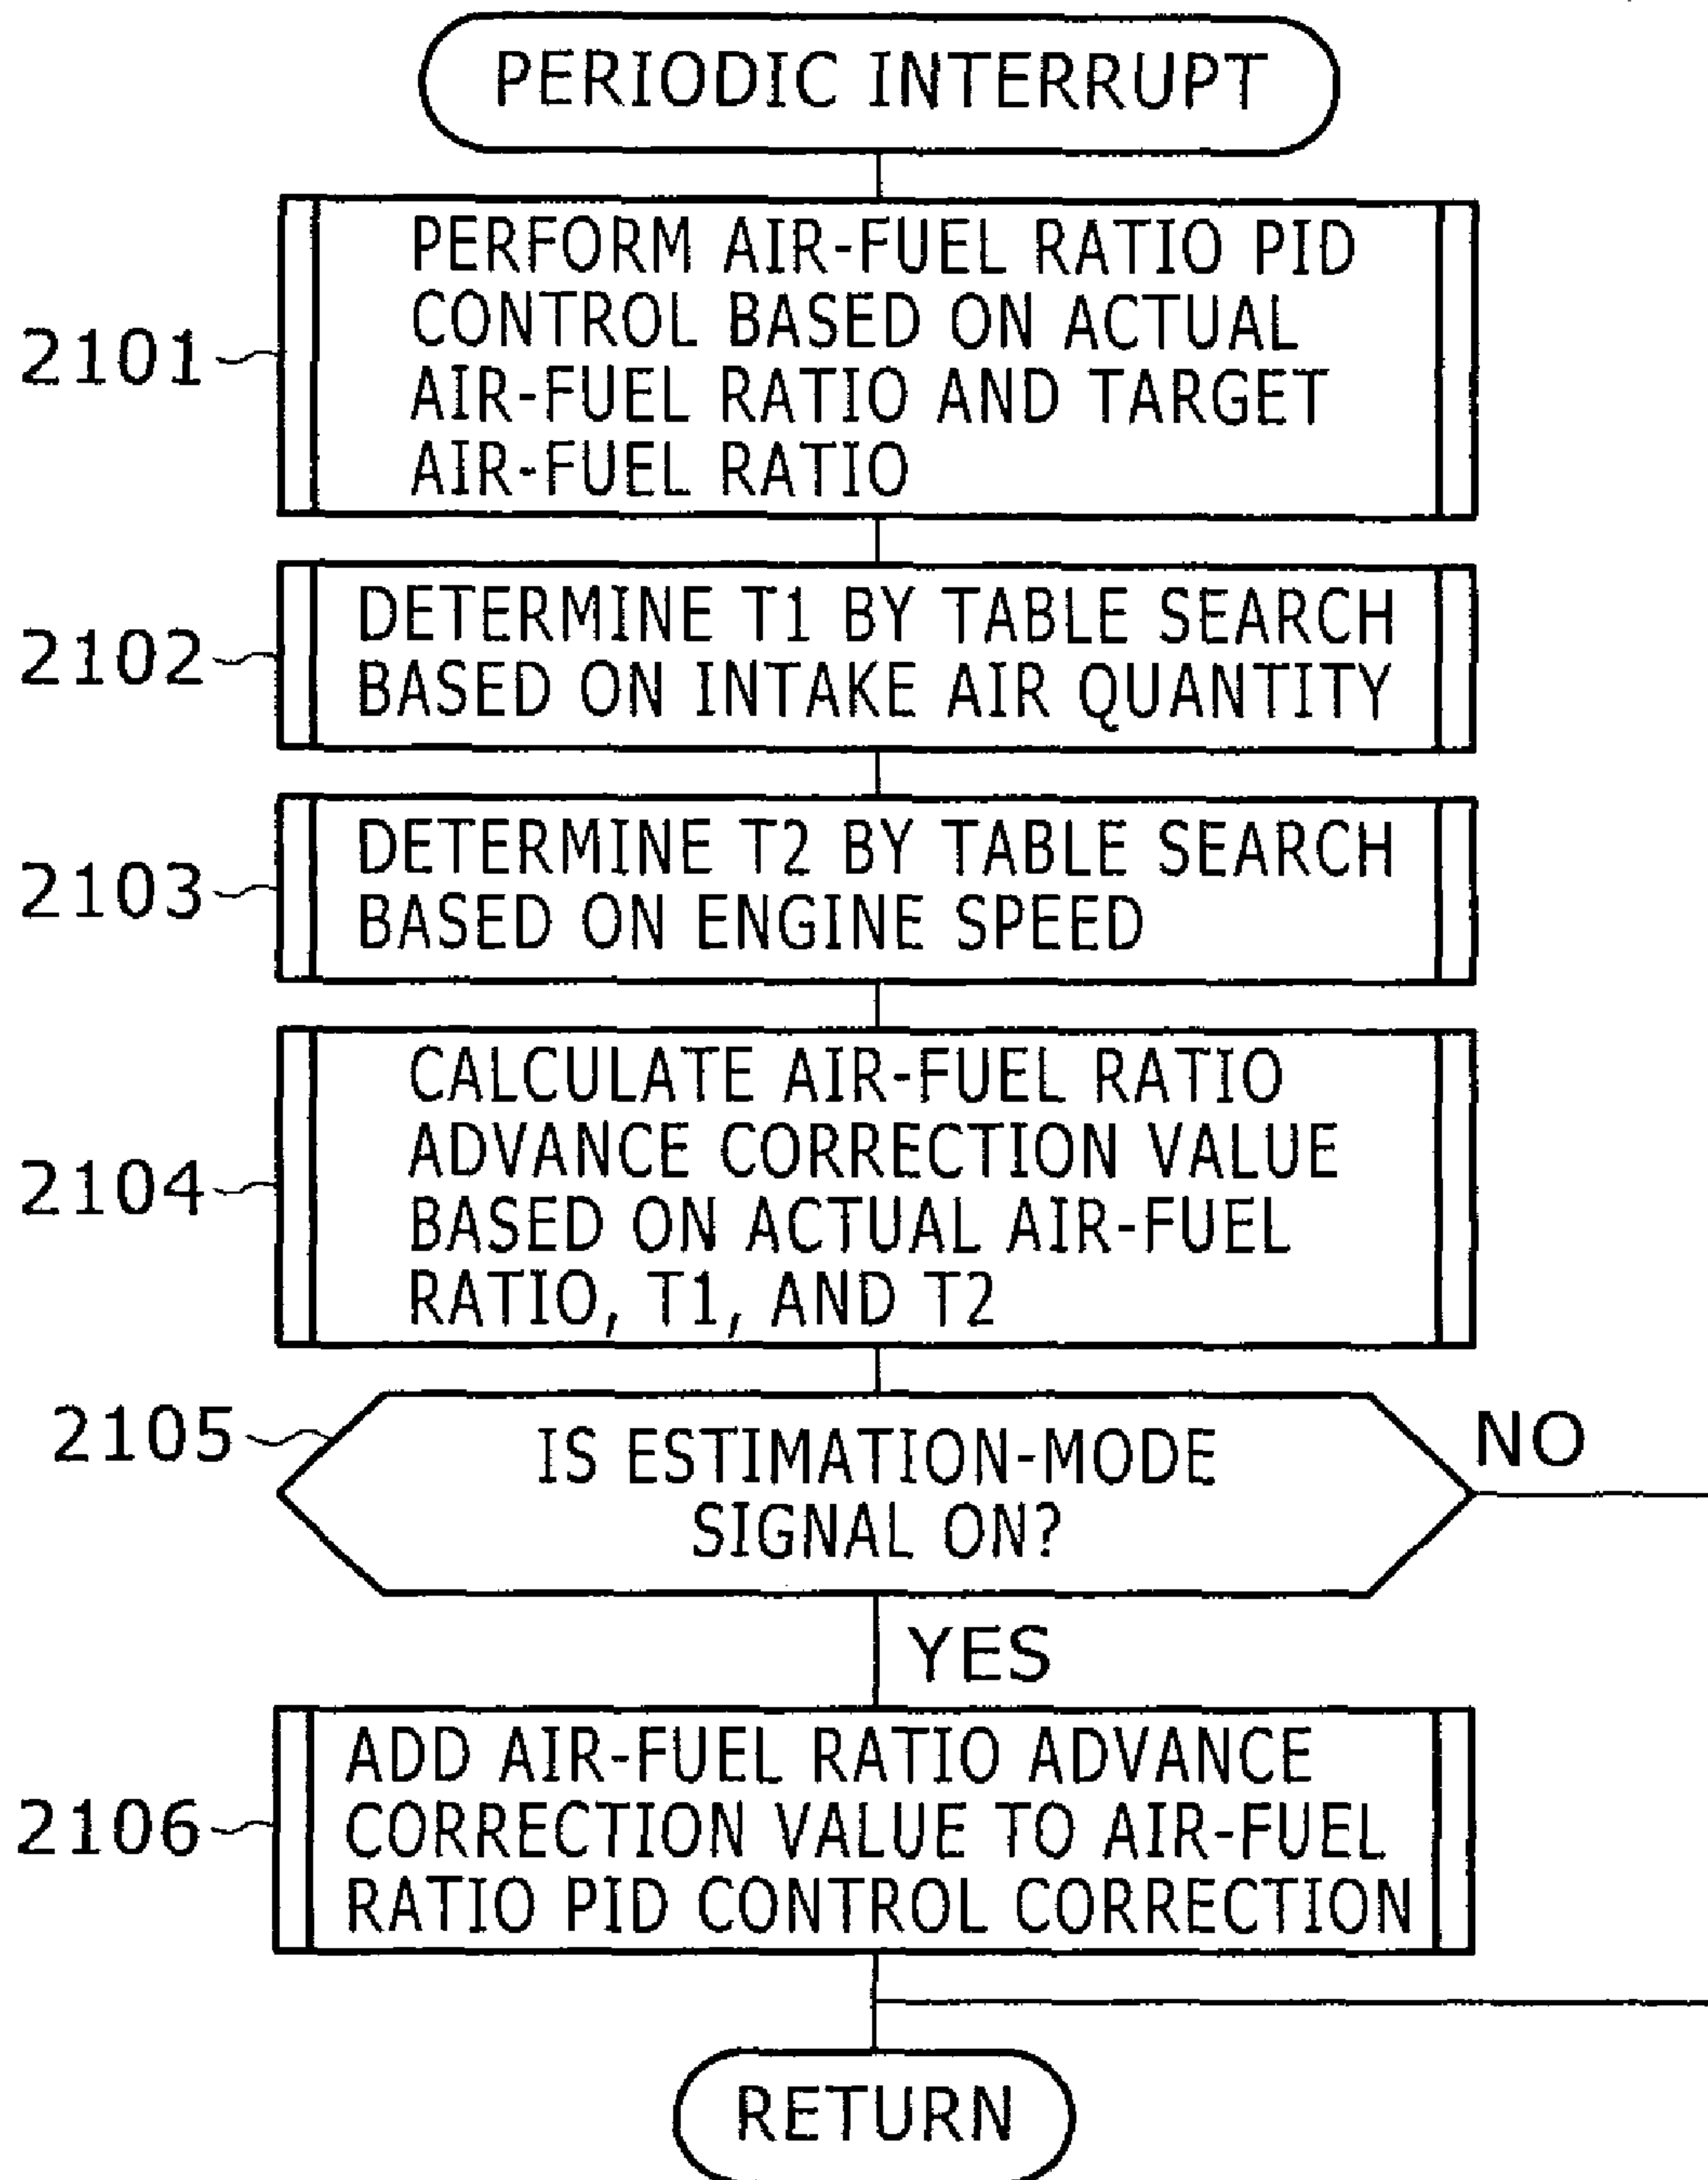 PERIODIC INTERRUPT
2101
PERFORM AIR-FUEL RATIO PID
CONTROL BASED ON ACTUAL
AIR-FUEL RATIO AND TARGET
AIR-FUEL RATIO
2102
DETERMINE T1 BY TABLE SEARCH
BASED ON INTAKE AIR QUANTITY
2103
DETERMINE T2 BY TABLE SEARCH
BASED ON ENGINE SPEED
2104
CALCULATE AIR-FUEL RATIO
ADVANCE CORRECTION VALUE
BASED ON ACTUAL AIR-FUEL
RATIO, T1, AND T2
2105
IS ESTIMATION-MODE
SIGNAL ON?
NO
YES
2106
ADD AIR-FUEL RATIO ADVANCE
CORRECTION VALUE TO AIR-FUEL
RATIO PID CONTROL CORRECTION
RETURN